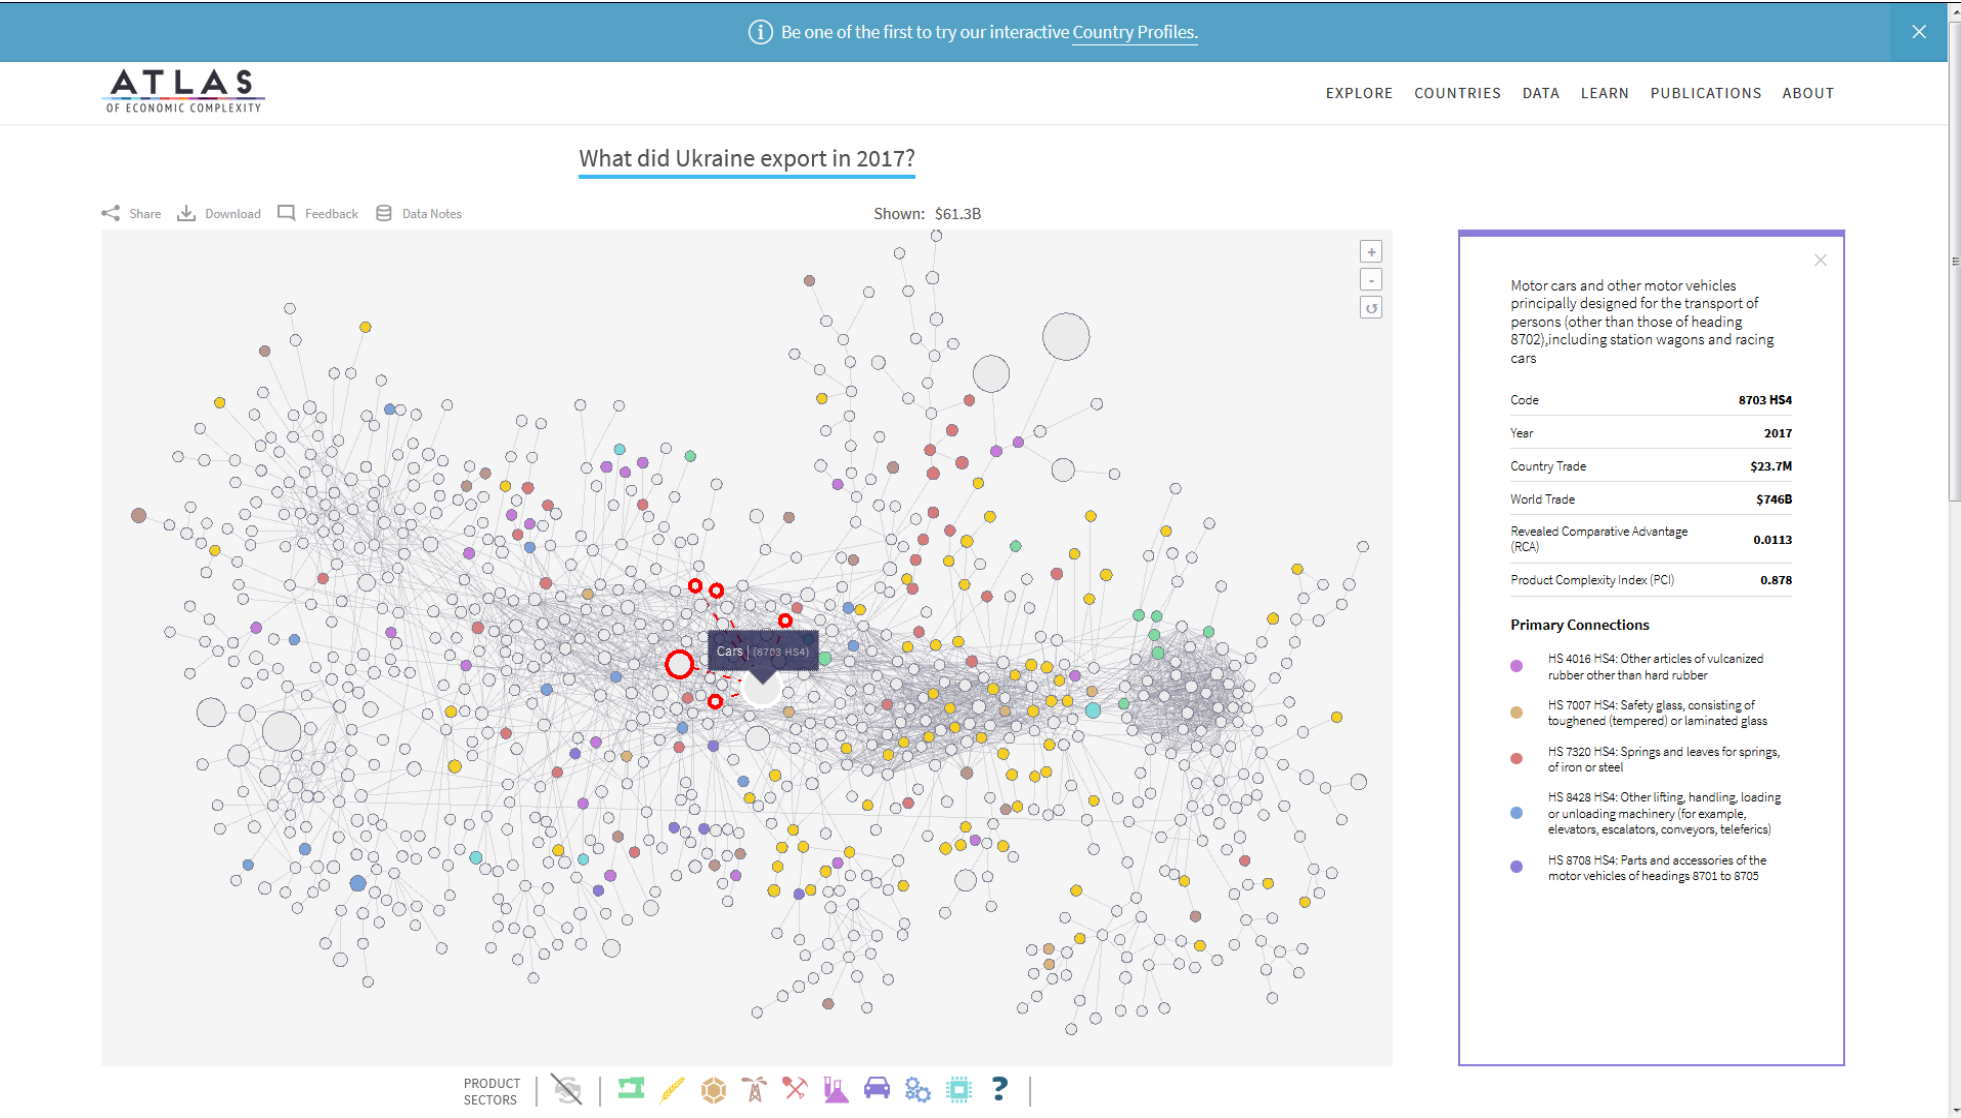 Be one of the first to try our interactive Country Profiles.
ATLAS
OF ECONOMIC COMPLEXITY
EXPLORE COUNTRIES DATA LEARN PUBLICATIONS ABOUT
What did Ukraine export in 2017?
Share Download Feedback Data Notes
Shown: $61.3B
+
-
Cars | (8703 HS4)
Motor cars and other motor vehicles
principally designed for the transport of
persons (other than those of heading
8702),including station wagons and racing
cars
Code 8703 HS4
Year 2017
Country Trade $23.7M
World Trade $746B
Revealed Comparative Advantage
(RCA) 0.0113
Product Complexity Index (PCI) 0.878
Primary Connections
HS 4016 HS4: Other articles of vulcanized
rubber other than hard rubber
HS 7007 HS4: Safety glass, consisting of
toughened (tempered) or laminated glass
HS 7320 HS4: Springs and leaves for springs,
of iron or steel
HS 8428 HS4: Other lifting, handling, loading
or unloading machinery (for example,
elevators, escalators, conveyors, teleferics)
HS 8708 HS4: Parts and accessories of the
motor vehicles of headings 8701 to 8705
PRODUCT
SECTORS
?